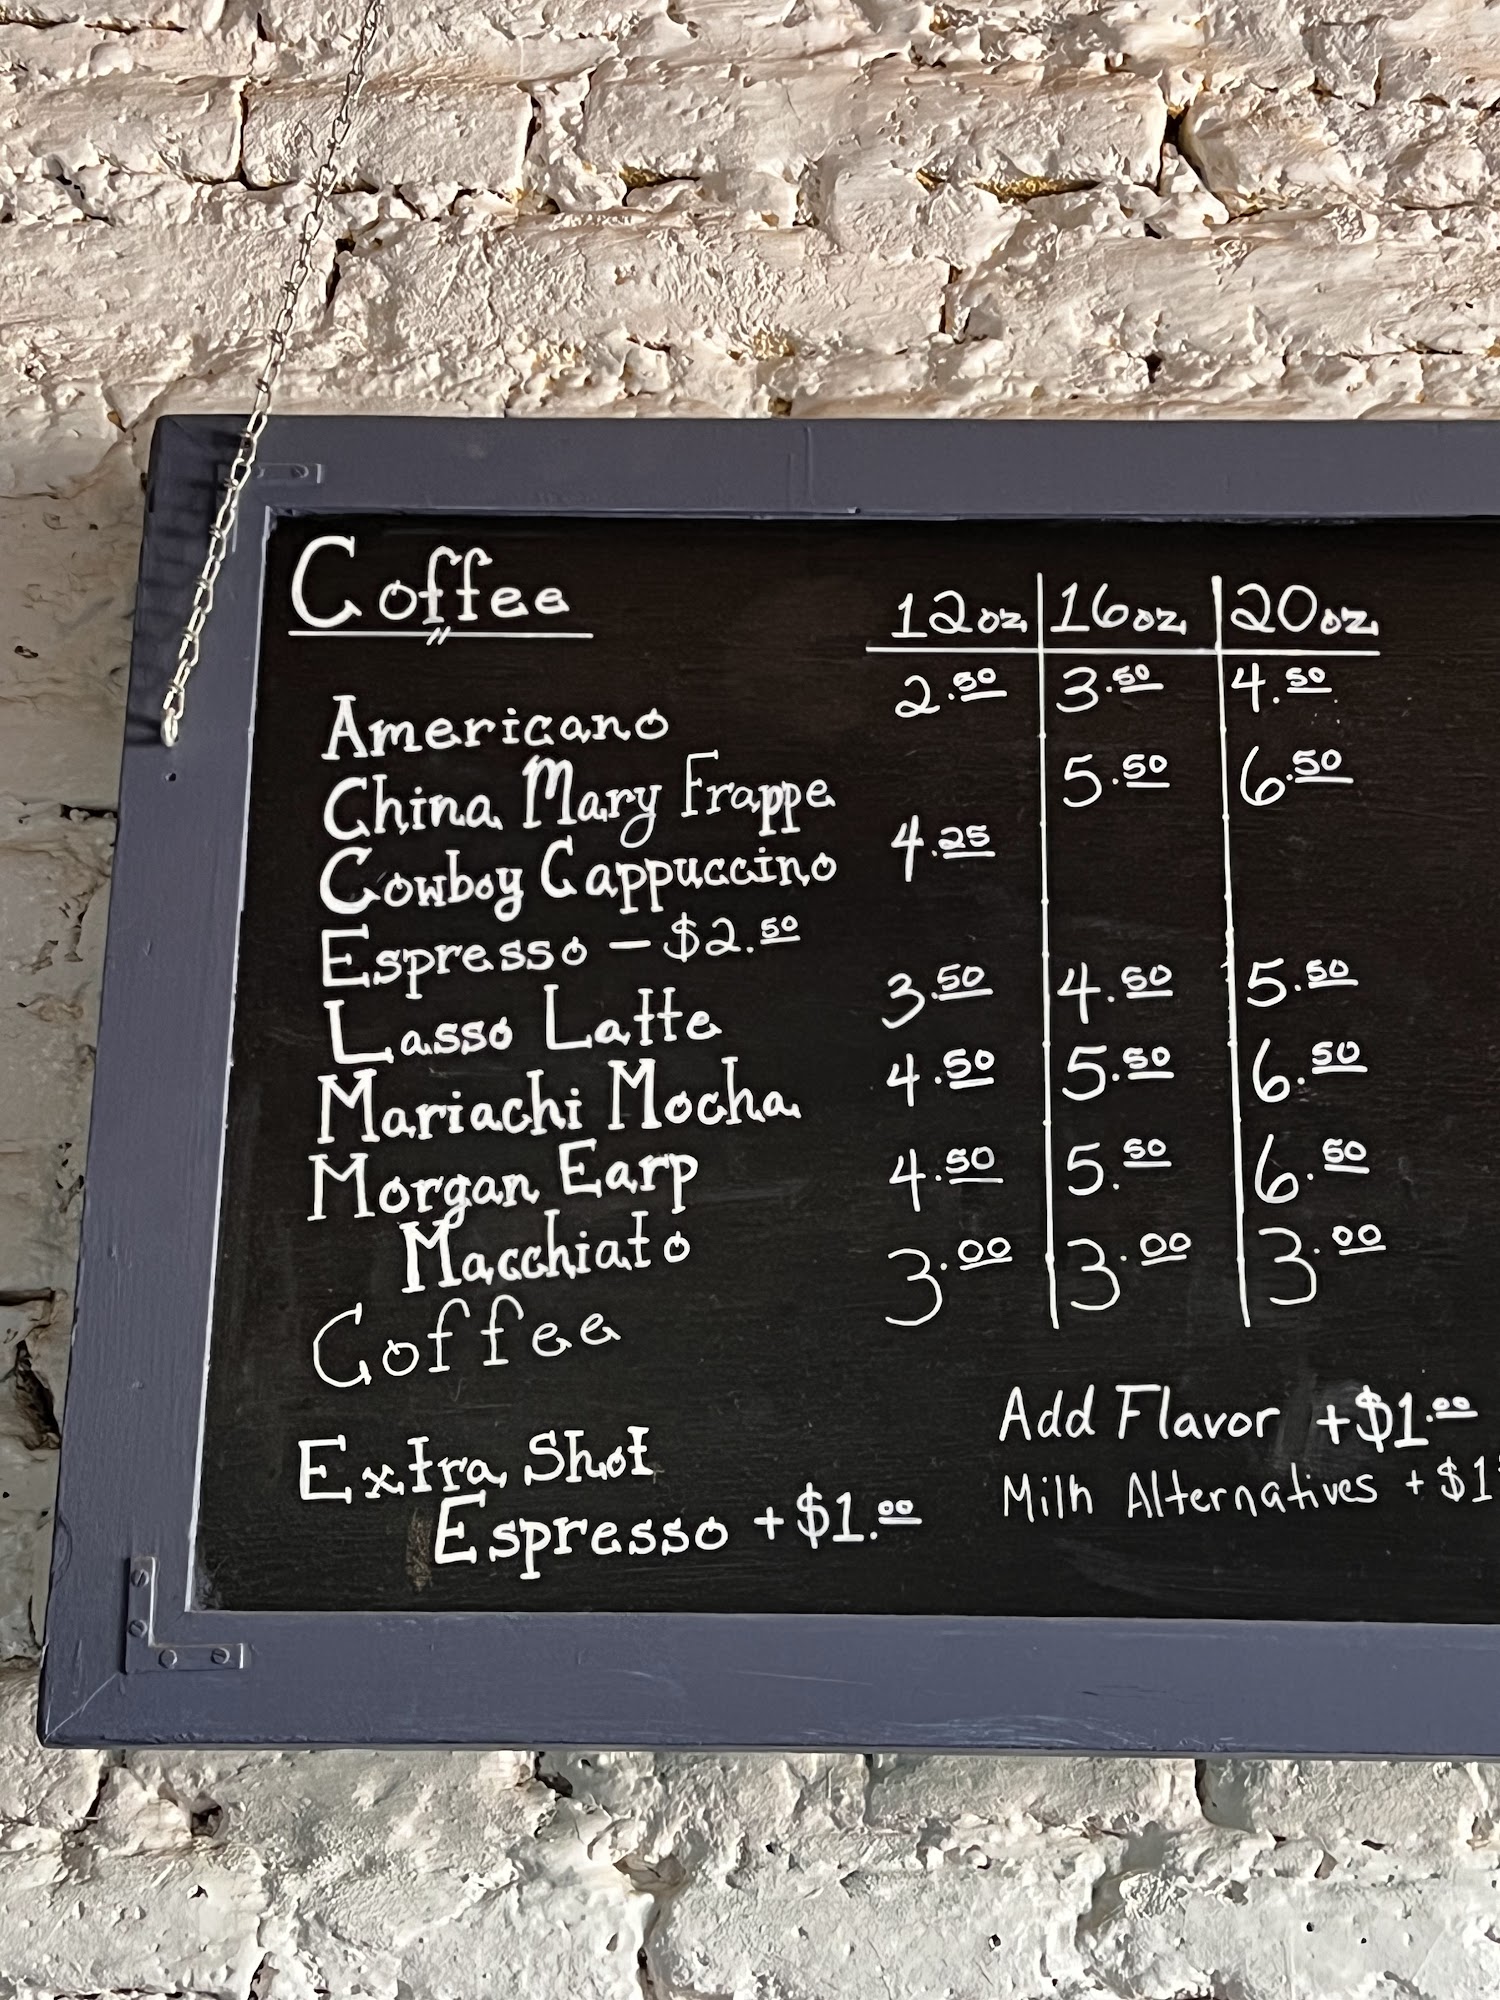 Coffee
12oz 16oz 20oz
Americano 2.50 3.50 4.50
China Mary Frappe 5.50 6.50
Cowboy Cappuccino 4.25
Espresso - $2.50
Lasso Latte 3.50 4.50 5.50
Mariachi Mocha 4.50 5.50 6.50
Morgan Earp 4.50 5.50 6.50
Macchiato
Coffee 3.00 3.00 3.00
Extra Shot
Espresso +$1.00
Add Flavor +$1.00
Milk Alternatives +$1